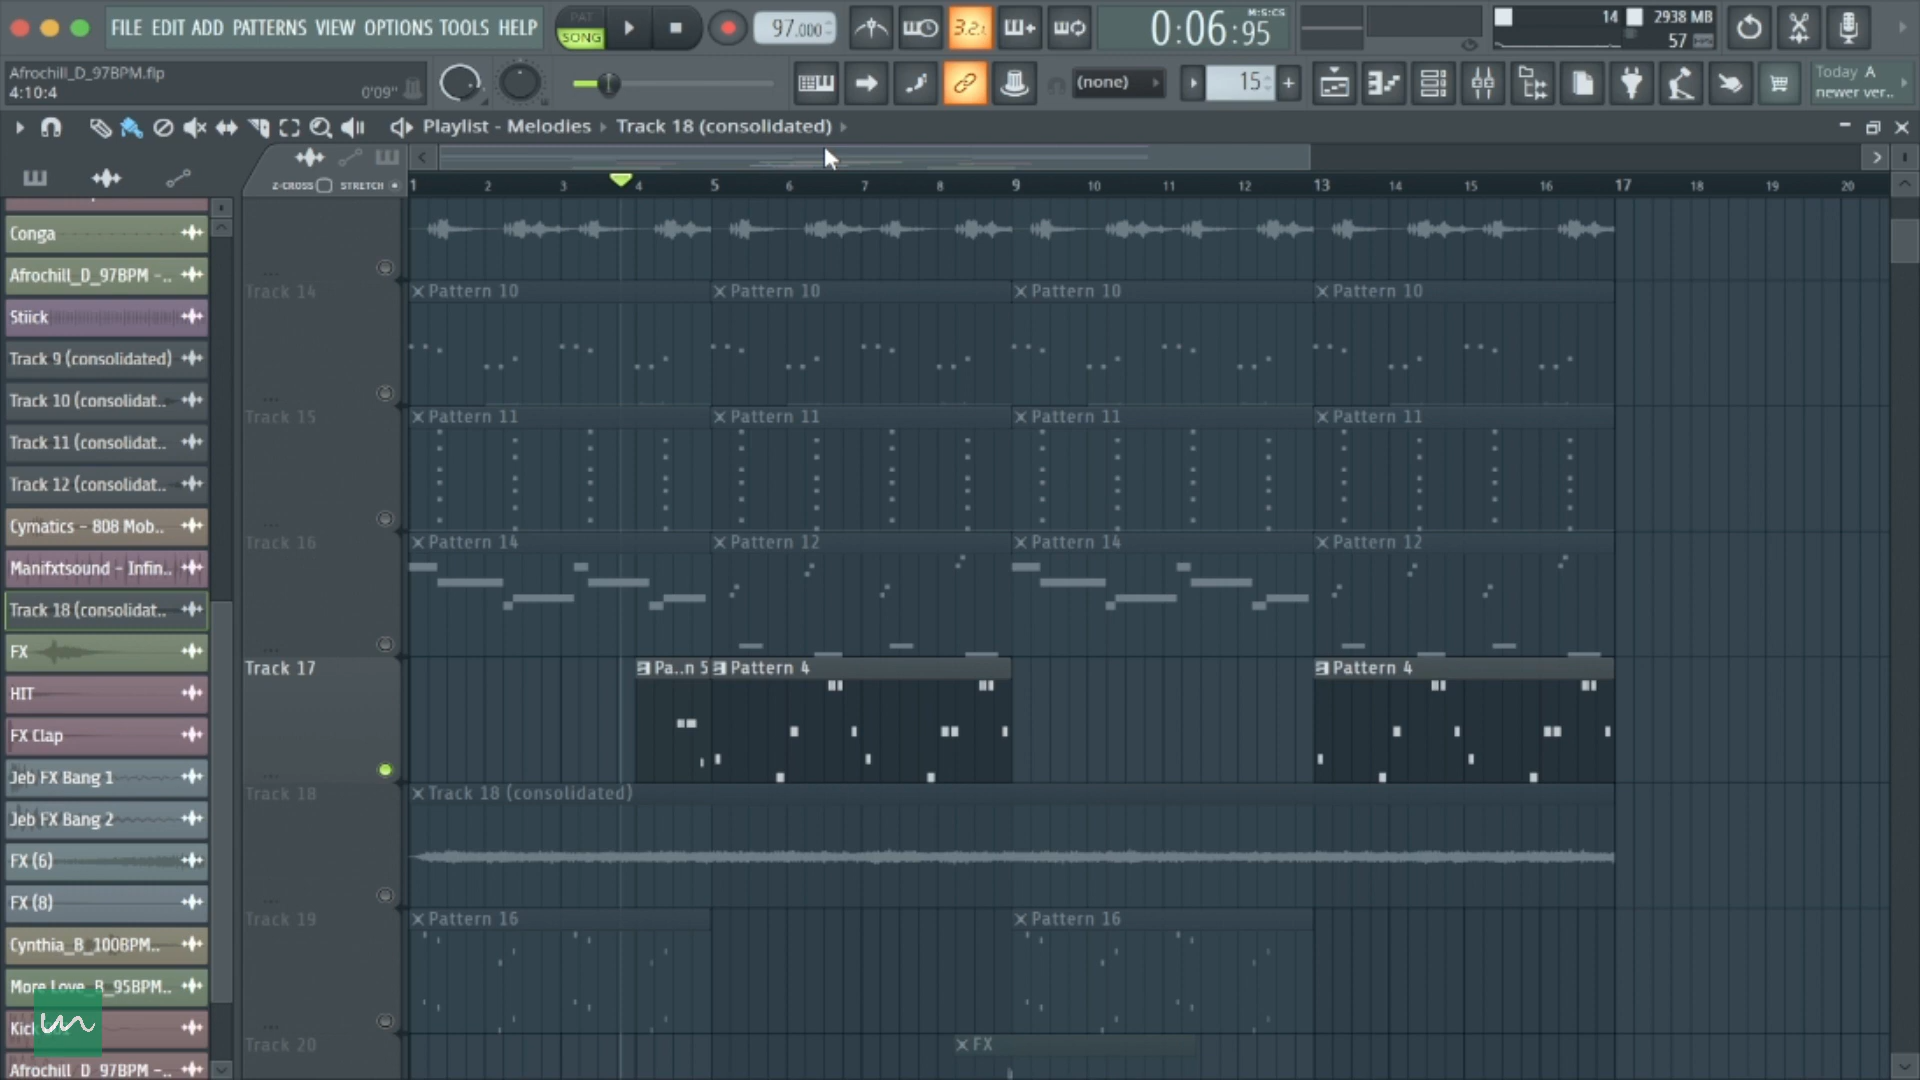 FILE EDIT ADD PATTERNS VIEW OPTIONS TOOLS HELP
PAT
SONG
97.000
3.2.
0:06:95
M:S:CS
14
2938 MB
57
Afrochill_D_97BPM.flp
4:10:4
0'09"
(none)
15
Today A
newer ver..
Playlist - Melodies
Track 18 (consolidated)
Z-CROSS
STRETCH
1 2 3 4 5 6 7 8 9 10 11 12 13 14 15 16 17 18 19 20
Conga
Afrochill_D_97BPM -..
Stiick
Track 9 (consolidated)
Track 10 (consolidat..
Track 11 (consolidat..
Track 12 (consolidat..
Cymatics - 808 Mob..
Manifxtsound - Infin..
Track 18 (consolidat..
FX
HIT
FX Clap
Jeb FX Bang 1
Jeb FX Bang 2
FX (6)
FX (8)
Cynthia_B_100BPM..
More Love_B_95BPM..
Kick
Afrochill_D_97BPM -..
Track 14
Pattern 10
Pattern 10
Pattern 10
Pattern 10
Track 15
Pattern 11
Pattern 11
Pattern 11
Pattern 11
Track 16
Pattern 14
Pattern 12
Pattern 14
Pattern 12
Track 17
Pa..n 5
Pattern 4
Pattern 4
Track 18
Track 18 (consolidated)
Track 19
Pattern 16
Pattern 16
Track 20
FX